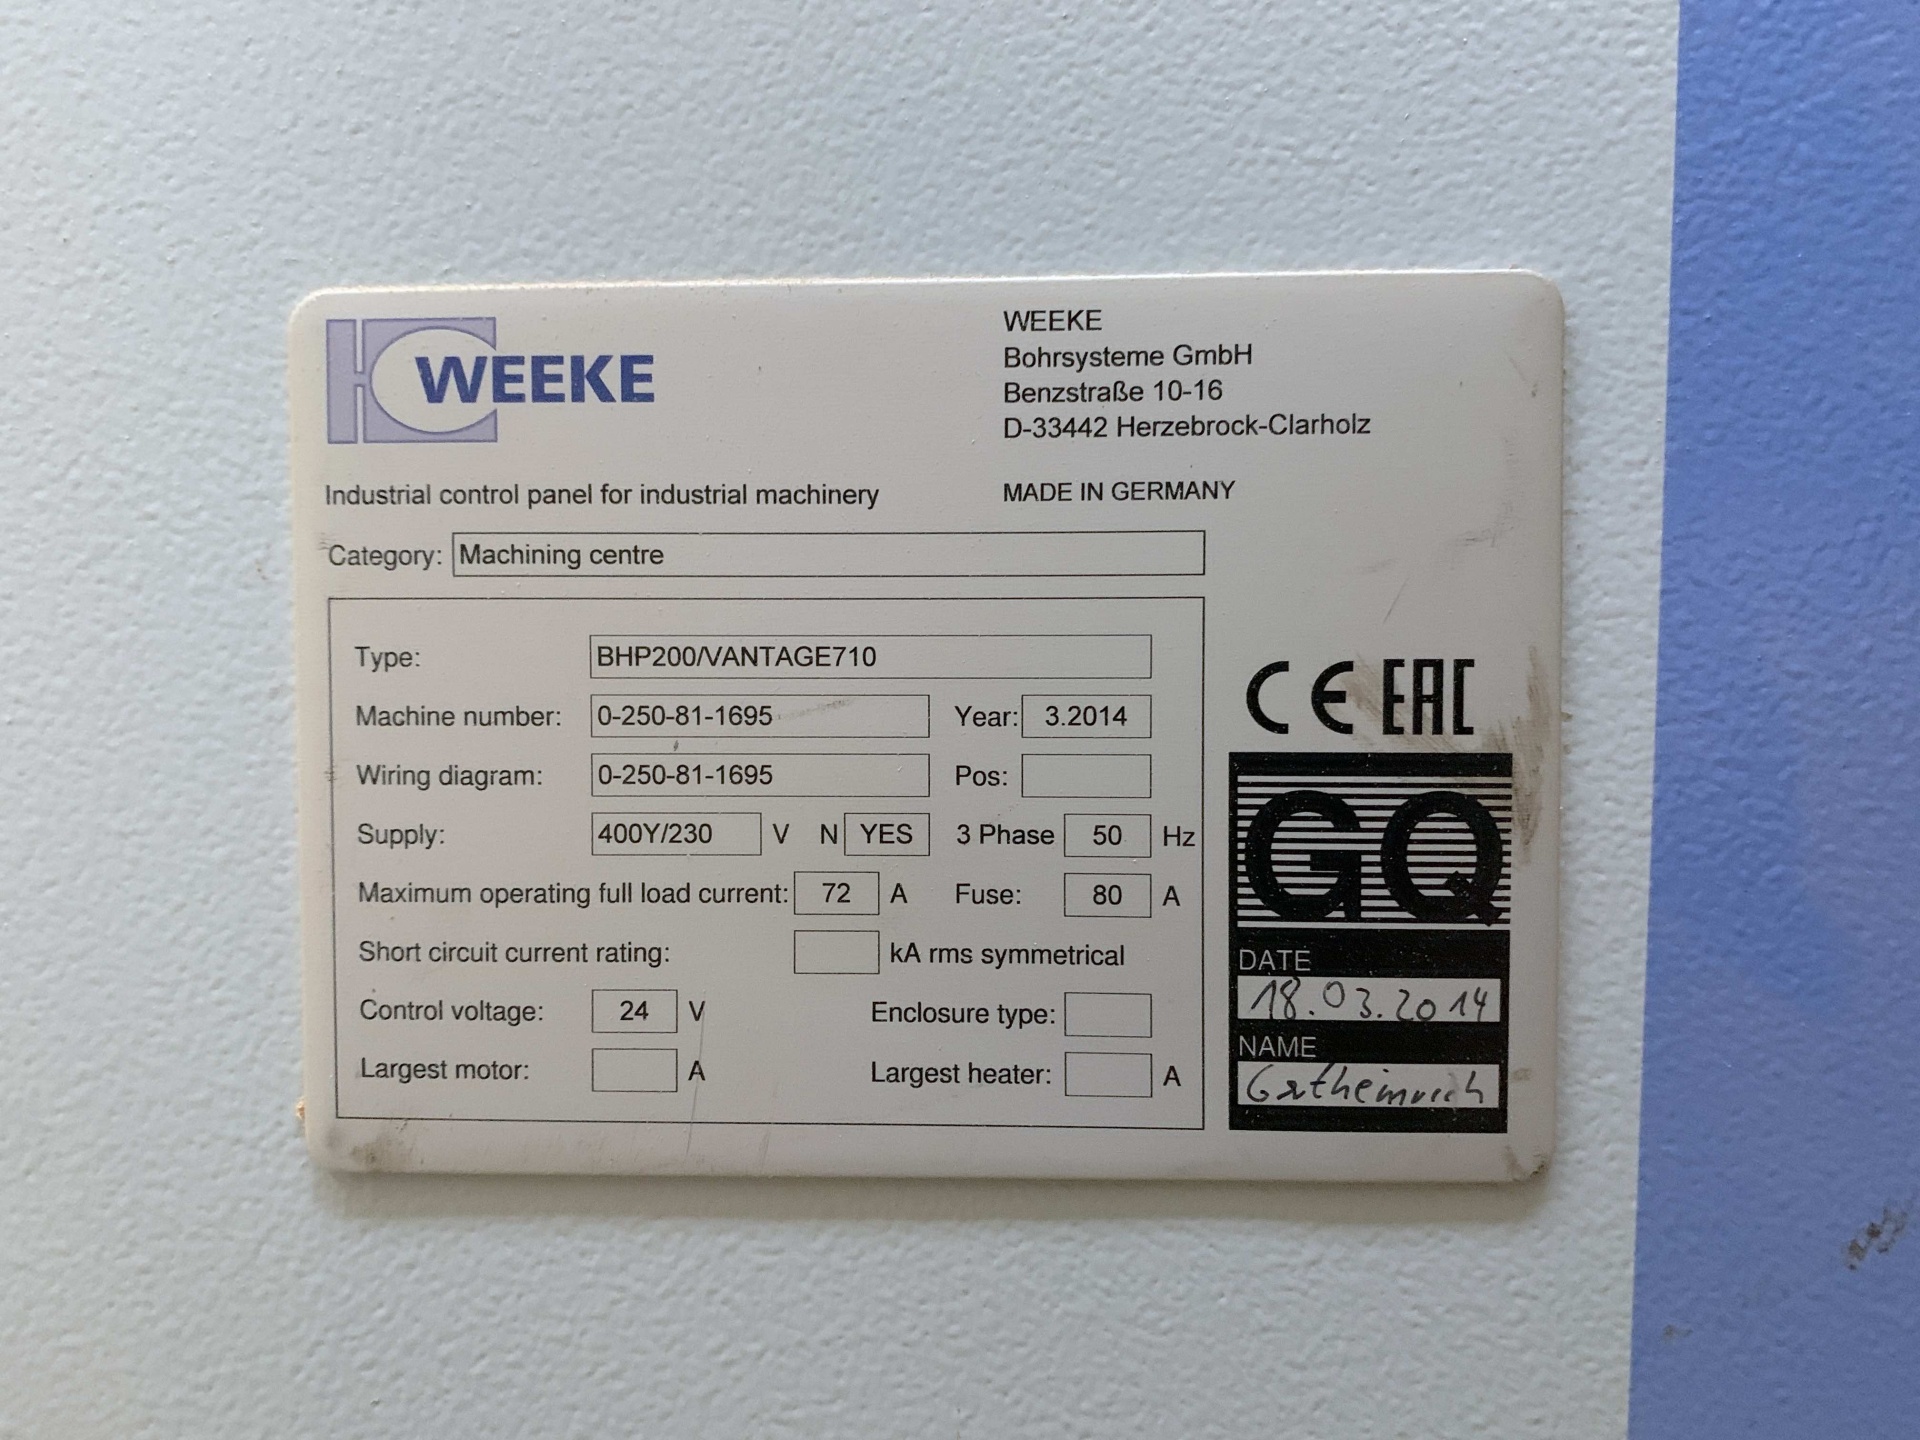 WEEKE
WEEKE
Bohrsysteme GmbH
Benzstraße 10-16
D-33442 Herzebrock-Clarholz
Industrial control panel for industrial machinery
MADE IN GERMANY
Category: Machining centre
Type: BHP200/VANTAGE710
Machine number: 0-250-81-1695 Year: 3.2014
Wiring diagram: 0-250-81-1695 Pos:
Supply: 400Y/230 V N YES 3 Phase 50 Hz
Maximum operating full load current: 72 A Fuse: 80 A
Short circuit current rating: kA rms symmetrical
Control voltage: 24 V Enclosure type:
Largest motor: A Largest heater: A
CE EAC
GQ
DATE
18.03.2014
NAME